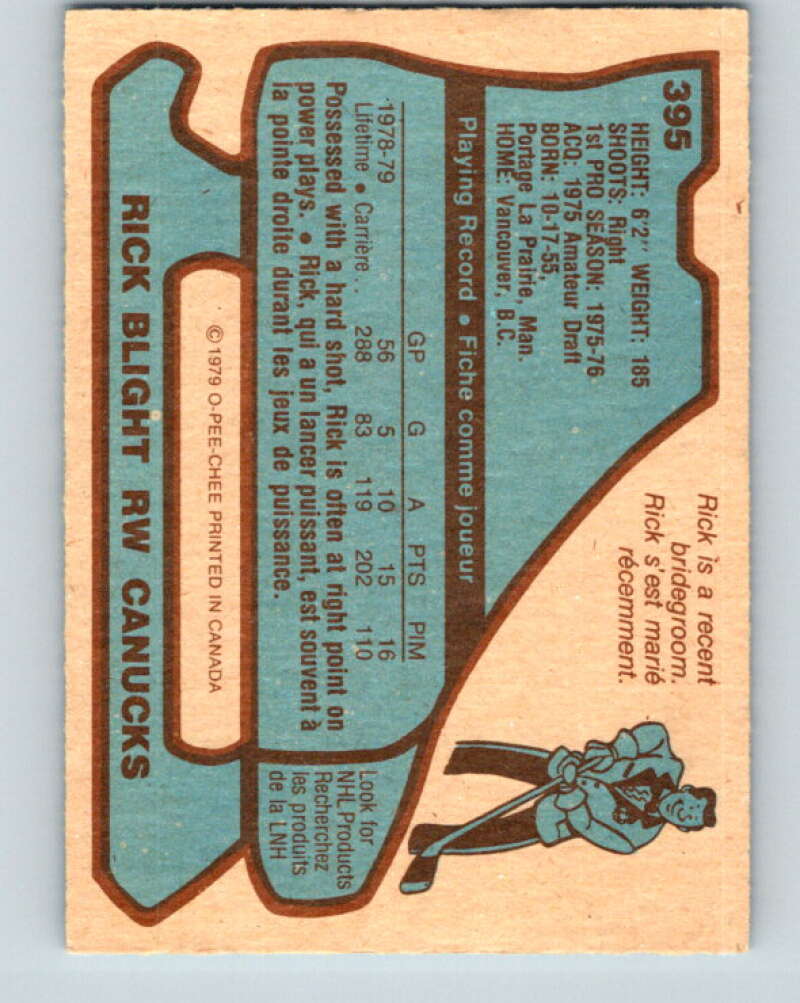 395
HEIGHT: 6'2" WEIGHT: 185
SHOOTS: Right
1st PRO SEASON: 1975-76
ACQ: 1975 Amateur Draft
BORN: 10-17-55,
Portage La Prairie, Man.
HOME: Vancouver, B.C.
Rick is a recent
bridegroom.
Rick s'est marié
récemment.
Playing Record • Fiche comme joueur
GP G A PTS PIM
1978-79 56 5 10 15 16
Lifetime • Carrière . . 288 83 119 202 110
Possessed with a hard shot, Rick is often at right point on
power plays. • Rick, qui a un lancer puissant, est souvent à
la pointe droite durant les jeux de puissance.
Look for
NHL Products
Recherchez
les produits
de la LNH
© 1979 O-PEE-CHEE PRINTED IN CANADA
RICK BLIGHT RW CANUCKS